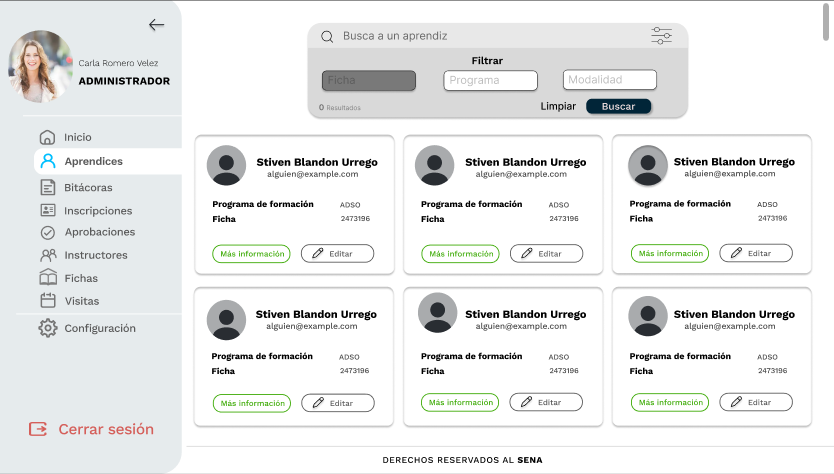 Carla Romero Velez
ADMINISTRADOR
Inicio
Aprendices
Bitácoras
Inscripciones
Aprobaciones
Instructores
Fichas
Visitas
Configuración
Cerrar sesión
Busca a un aprendiz
Filtrar
Ficha Programa Modalidad
0 Resultados
Limpiar Buscar
Stiven Blandon Urrego
alguien@example.com
Programa de formación ADSO
Ficha 2473196
Más información Editar
Stiven Blandon Urrego
alguien@example.com
Programa de formación ADSO
Ficha 2473196
Más información Editar
Stiven Blandon Urrego
alguien@example.com
Programa de formación ADSO
Ficha 2473196
Más información Editar
Stiven Blandon Urrego
alguien@example.com
Programa de formación ADSO
Ficha 2473196
Más información Editar
Stiven Blandon Urrego
alguien@example.com
Programa de formación ADSO
Ficha 2473196
Más información Editar
Stiven Blandon Urrego
alguien@example.com
Programa de formación ADSO
Ficha 2473196
Más información Editar
DERECHOS RESERVADOS AL SENA